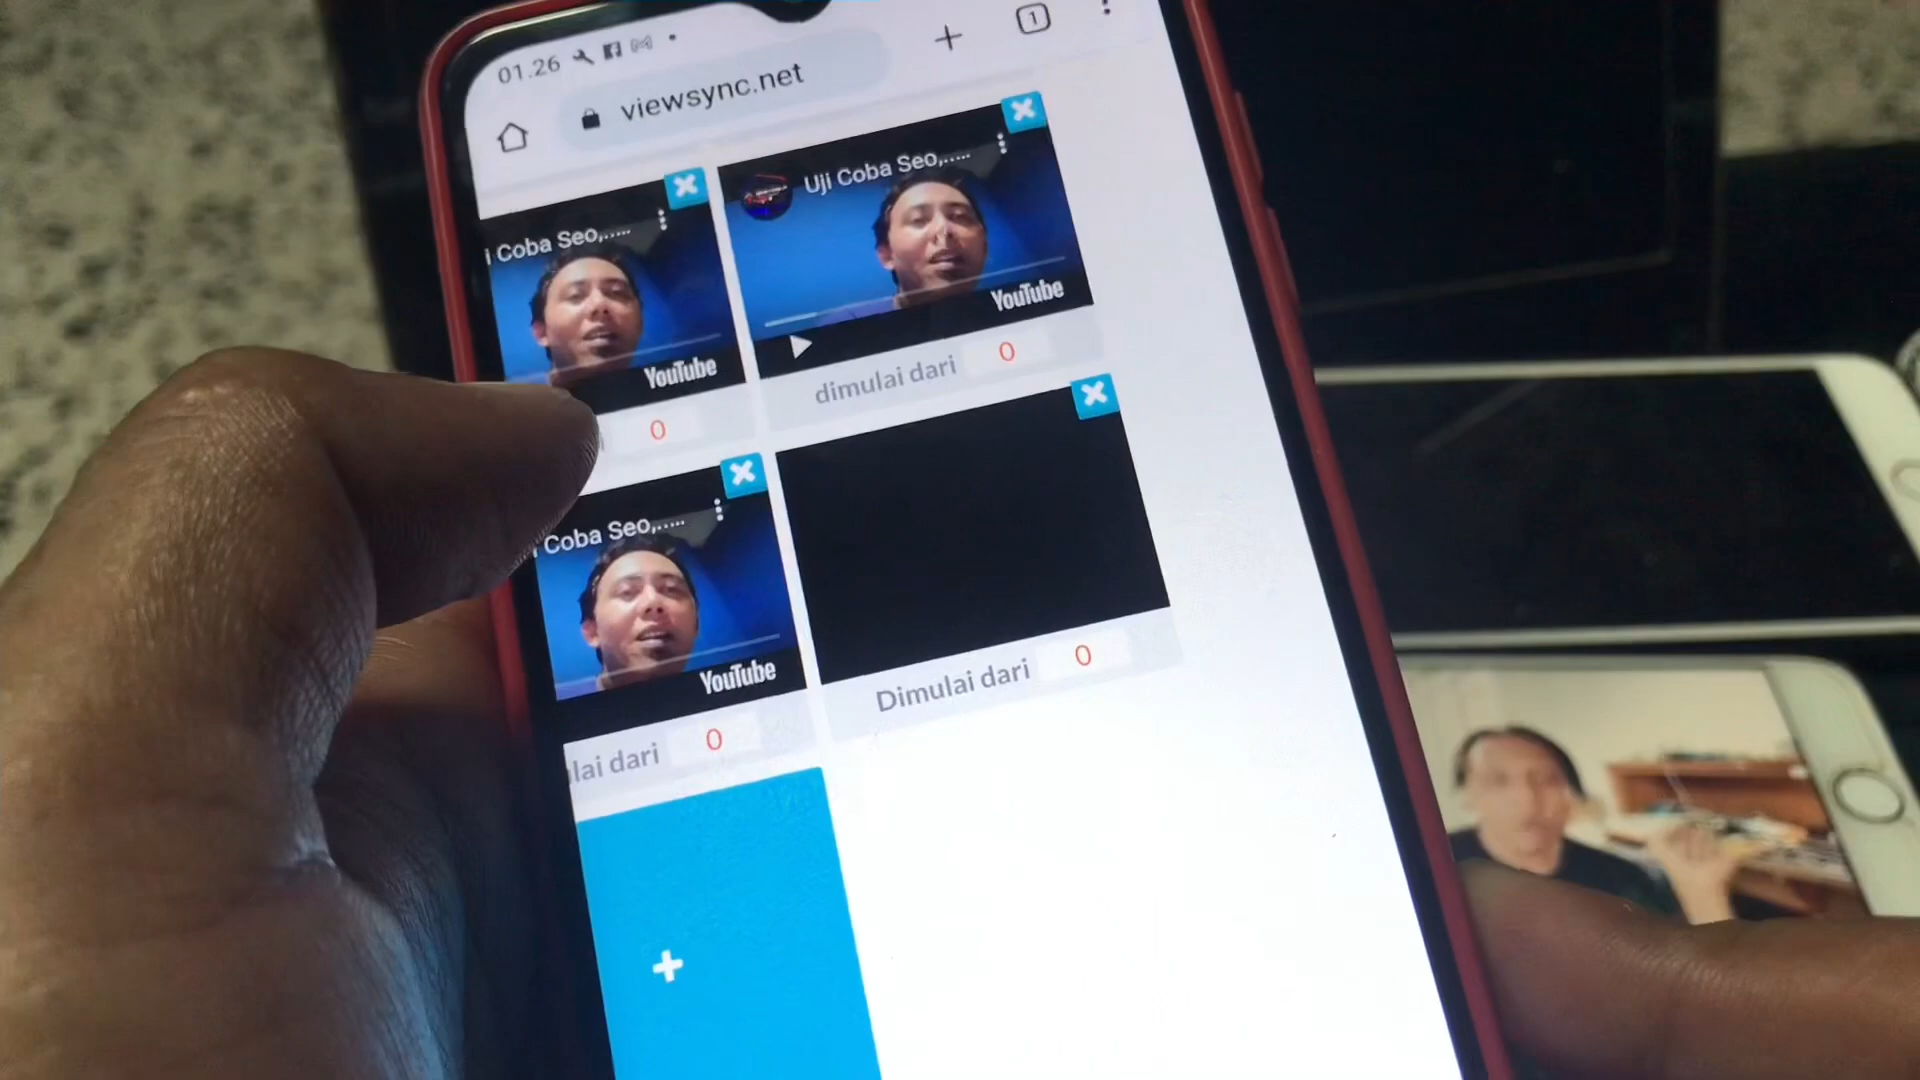 01.26
1
viewsync.net
i Coba Seo,.....
YouTube
0
Uji Coba Seo,.....
YouTube
dimulai dari 0
i Coba Seo,.....
YouTube
lai dari 0
Dimulai dari 0
+